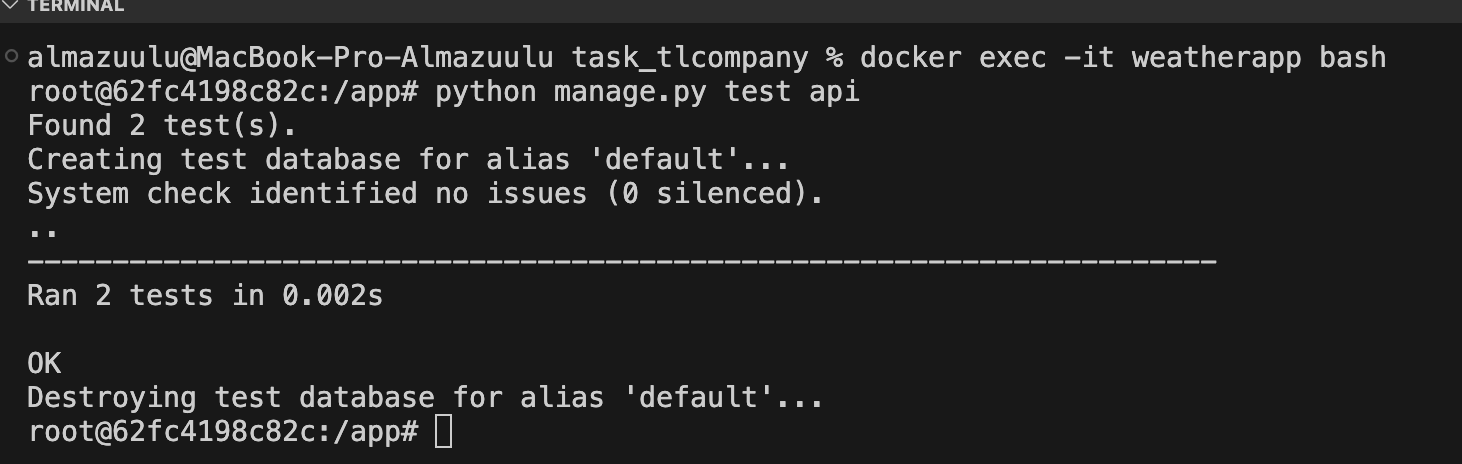 TERMINAL
almazuulu@MacBook-Pro-Almazuulu task_tlcompany % docker exec -it weatherapp bash
root@62fc4198c82c:/app# python manage.py test api
Found 2 test(s).
Creating test database for alias 'default'...
System check identified no issues (0 silenced).
..
----------------------------------------------------------------------
Ran 2 tests in 0.002s
OK
Destroying test database for alias 'default'...
root@62fc4198c82c:/app#